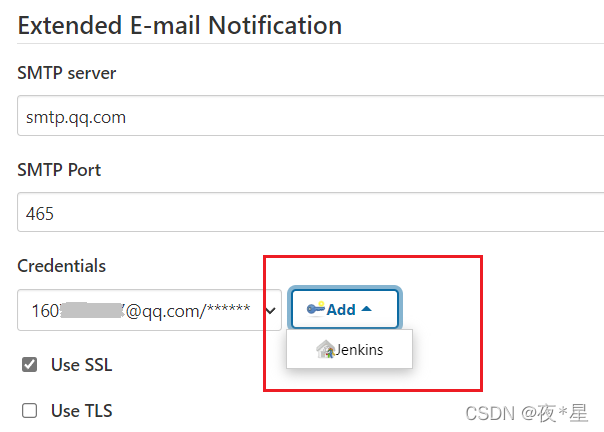 Extended E-mail Notification
SMTP server
smtp.qq.com
SMTP Port
465
Credentials
160 @qq.com/******
Add
Jenkins
Use SSL
Use TLS
CSDN @夜*星